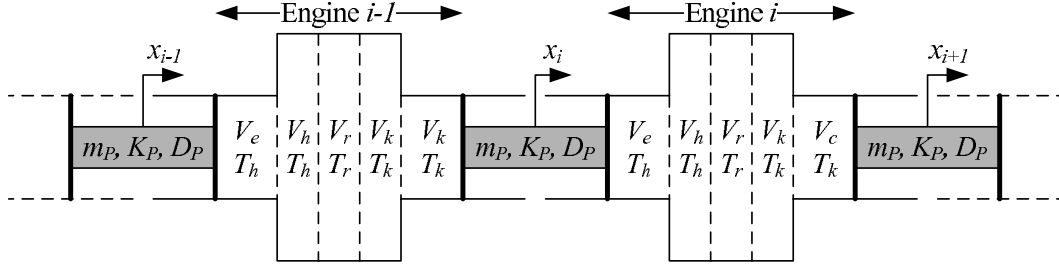 Engine i-1
Engine i
x_{i-1}
x_i
x_{i+1}
m_P, K_P, D_P
V_e
T_h
V_h
T_h
V_r
T_r
V_k
T_k
V_k
T_k
m_P, K_P, D_P
V_e
T_h
V_h
T_h
V_r
T_r
V_k
T_k
V_c
T_k
m_P, K_P, D_P